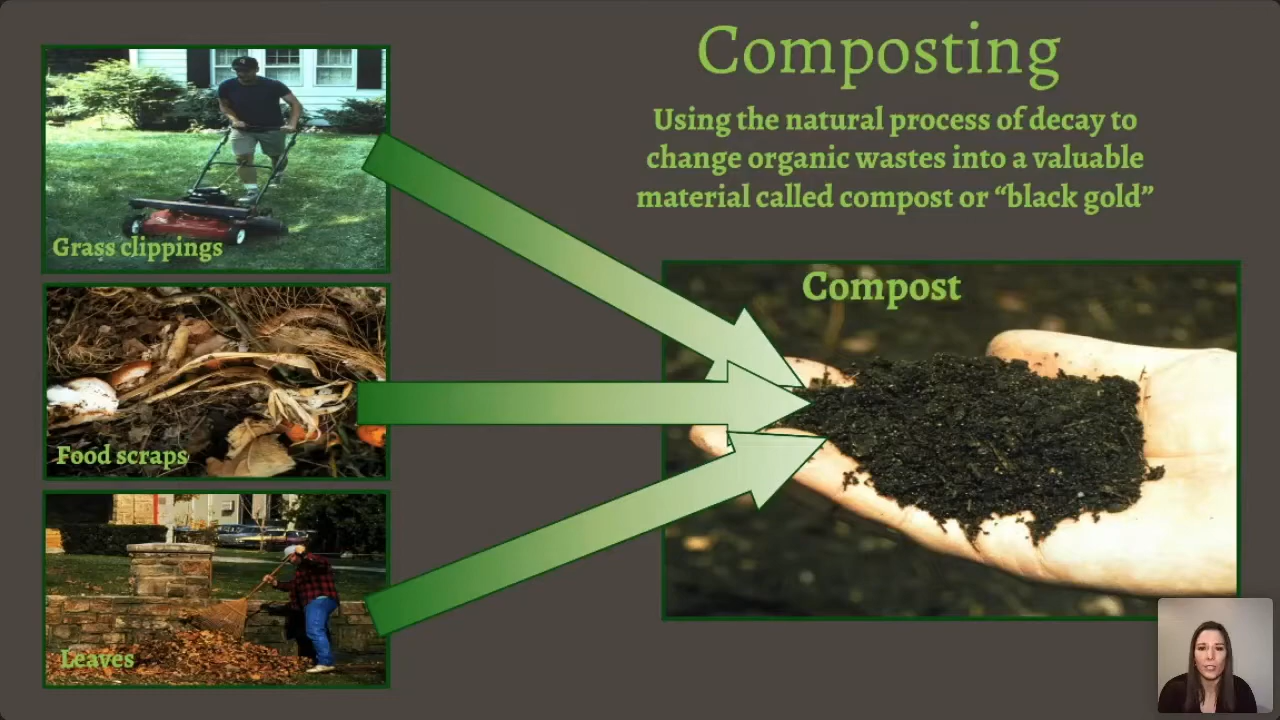 Composting
Using the natural process of decay to
change organic wastes into a valuable
material called compost or “black gold”
Grass clippings
Food scraps
Leaves
Compost